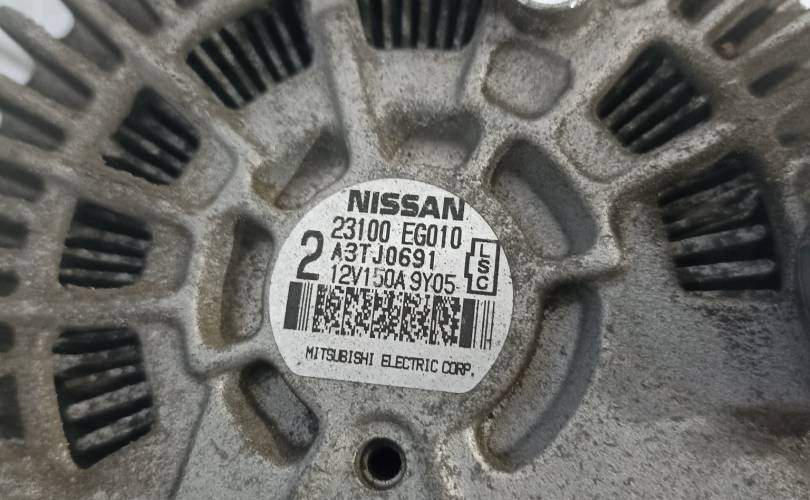 NISSAN
23100 EG010
2
A3TJ0691
12V150A 9Y05
LSC
MITSUBISHI ELECTRIC CORP.